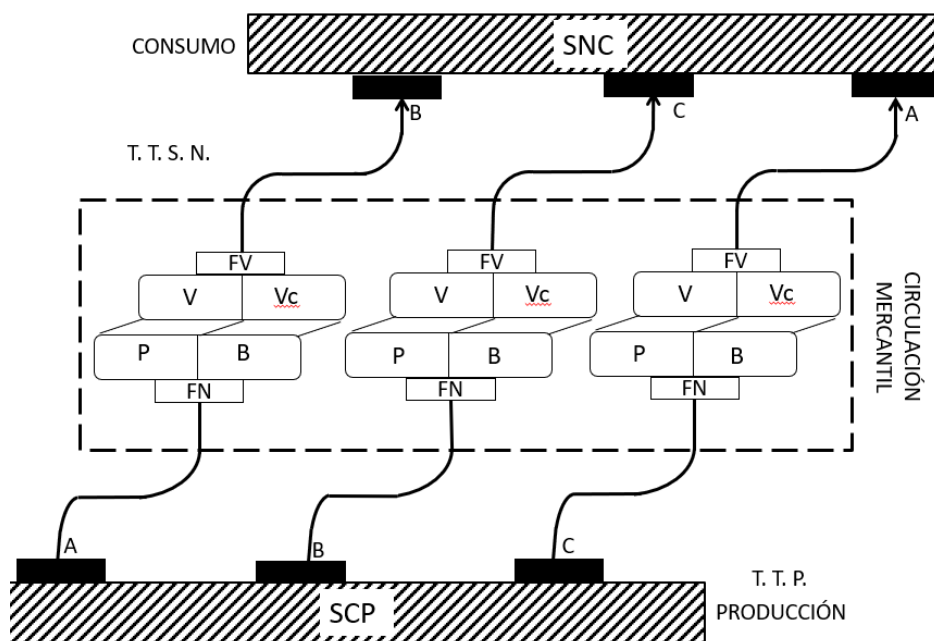 CONSUMO
SNC
B
C
A
T. T. S. N.
FV
FV
FV
V
Vc
V
Vc
V
Vc
P
B
P
B
P
B
FN
FN
FN
CIRCULACIÓN
MERCANTIL
A
B
C
T. T. P.
SCP
PRODUCCIÓN